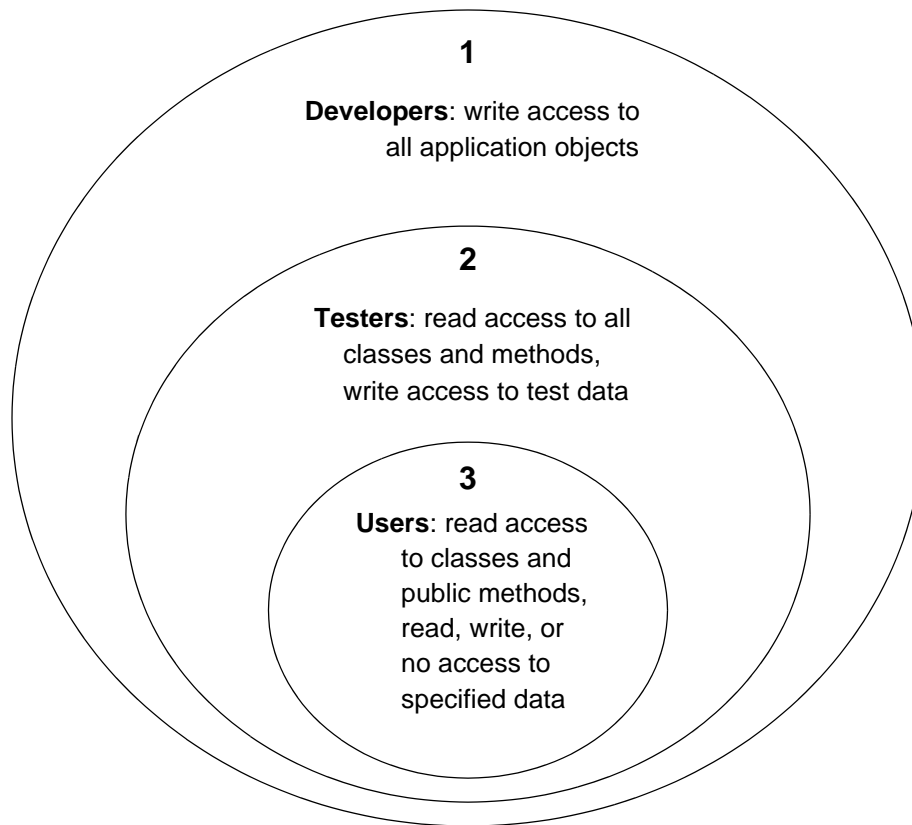 1
Developers: write access to
all application objects
2
Testers: read access to all
classes and methods,
write access to test data
3
Users: read access
to classes and
public methods,
read, write, or
no access to
specified data